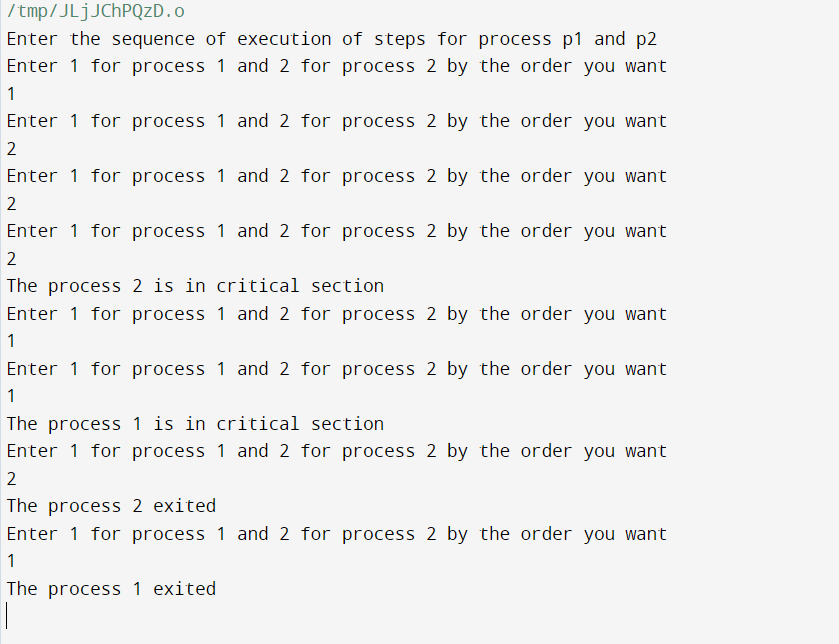 /tmp/JLjJChPQzD.o
Enter the sequence of execution of steps for process p1 and p2
Enter 1 for process 1 and 2 for process 2 by the order you want
1
Enter 1 for process 1 and 2 for process 2 by the order you want
2
Enter 1 for process 1 and 2 for process 2 by the order you want
2
Enter 1 for process 1 and 2 for process 2 by the order you want
2
The process 2 is in critical section
Enter 1 for process 1 and 2 for process 2 by the order you want
1
Enter 1 for process 1 and 2 for process 2 by the order you want
1
The process 1 is in critical section
Enter 1 for process 1 and 2 for process 2 by the order you want
2
The process 2 exited
Enter 1 for process 1 and 2 for process 2 by the order you want
1
The process 1 exited